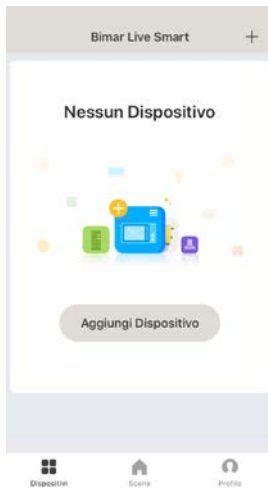 Bimar Live Smart +
Nessun Dispositivo
Aggiungi Dispositivo
Dispositivi Scene Profilo